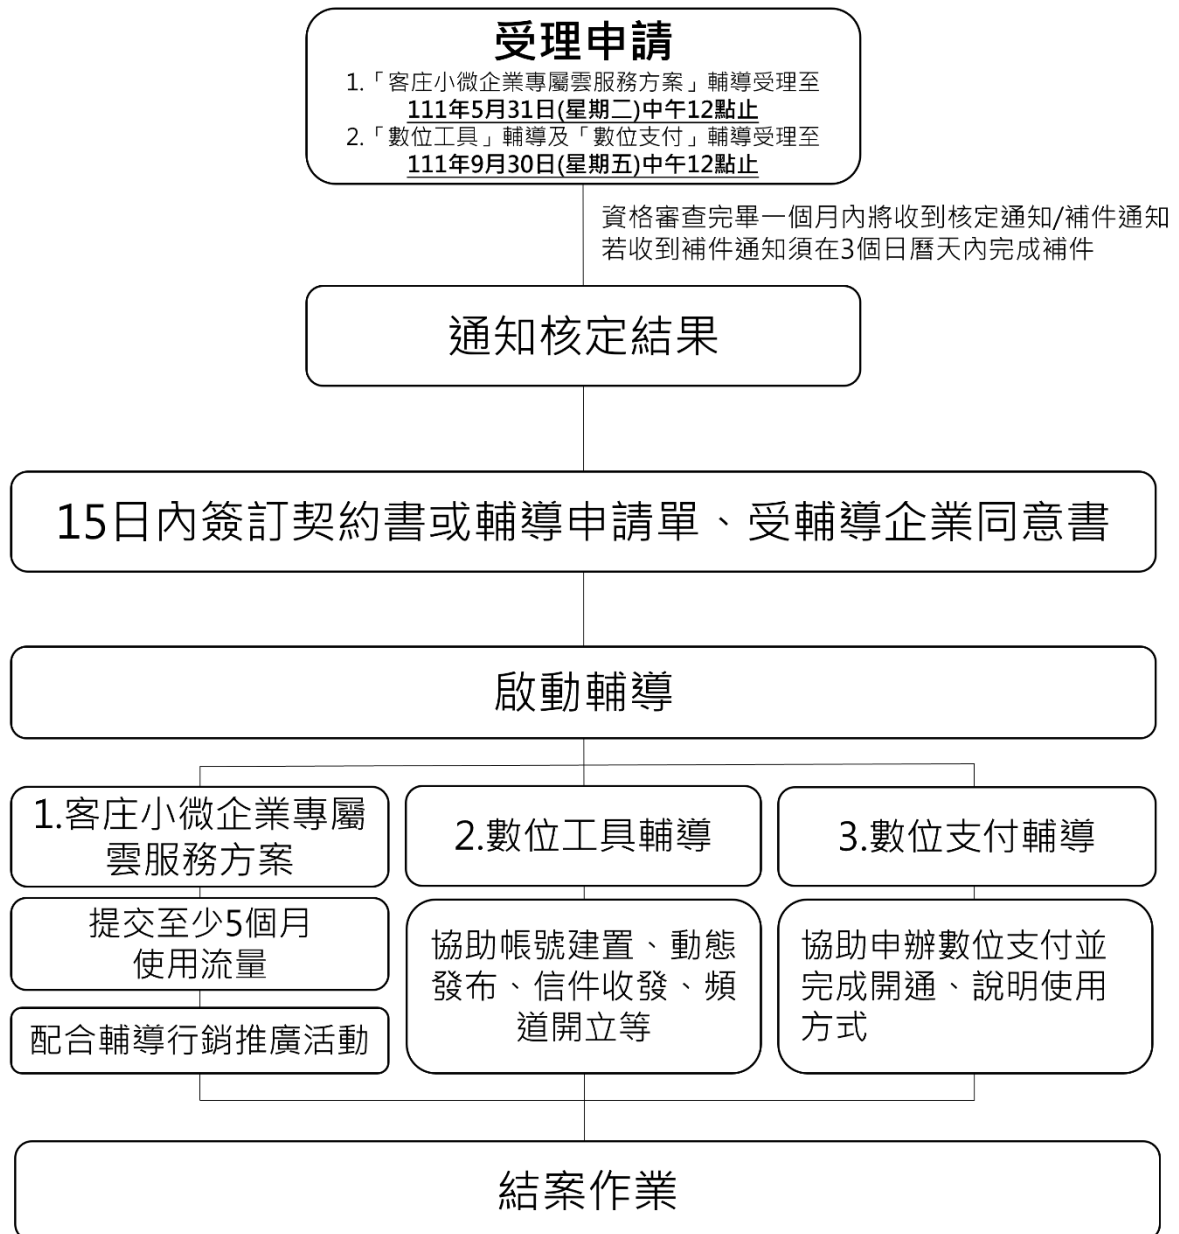 受理申請
1.「客庄小微企業專屬雲服務方案」輔導受理至
111年5月31日(星期二)中午12點止
2.「數位工具」輔導及「數位支付」輔導受理至
111年9月30日(星期五)中午12點止
資格審查完畢一個月內將收到核定通知/補件通知
若收到補件通知須在3個日曆天內完成補件
通知核定結果
15日內簽訂契約書或輔導申請單、受輔導企業同意書
啟動輔導
1.客庄小微企業專屬
雲服務方案
提交至少5個月
使用流量
配合輔導行銷推廣活動
2.數位工具輔導
協助帳號建置、動態
發布、信件收發、頻
道開立等
3.數位支付輔導
協助申辦數位支付並
完成開通、說明使用
方式
結案作業